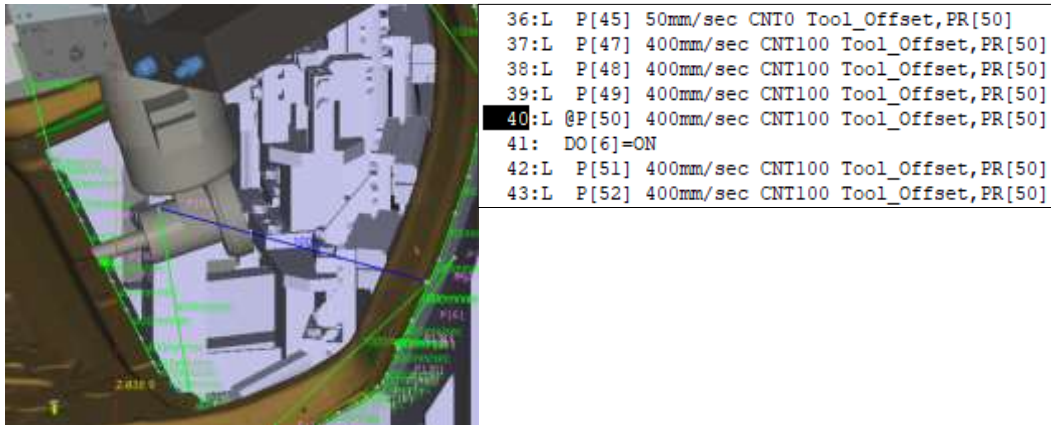 36:L P[45] 50mm/sec CNT0 Tool_Offset,PR[50]
37:L P[47] 400mm/sec CNT100 Tool_Offset,PR[50]
38:L P[48] 400mm/sec CNT100 Tool_Offset,PR[50]
39:L P[49] 400mm/sec CNT100 Tool_Offset,PR[50]
40:L @P[50] 400mm/sec CNT100 Tool_Offset,PR[50]
41: DO[6]=ON
42:L P[51] 400mm/sec CNT100 Tool_Offset,PR[50]
43:L P[52] 400mm/sec CNT100 Tool_Offset,PR[50]
P[6]